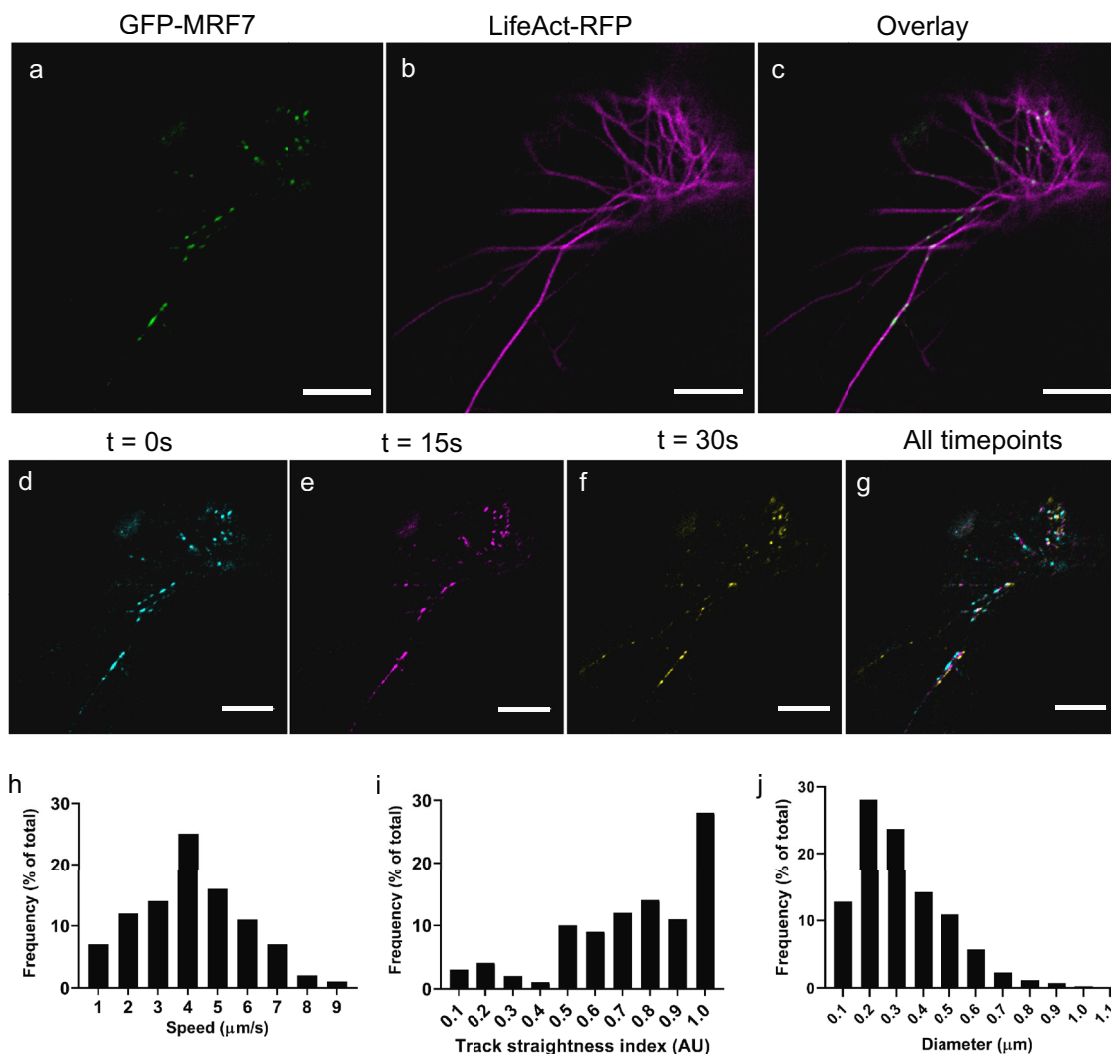 GFP-MRF7 LifeAct-RFP Overlay
a b c
t = 0s t = 15s t = 30s All timepoints
d e f g
h i j
Frequency (% of total)
30
20
10
0
1 2 3 4 5 6 7 8 9
Speed (μm/s)
Frequency (% of total)
30
20
10
0
0.1 0.2 0.3 0.4 0.5 0.6 0.7 0.8 0.9 1.0
Track straightness index (AU)
Frequency (% of total)
30
20
10
0
0.1 0.2 0.3 0.4 0.5 0.6 0.7 0.8 0.9 1.0 1.1
Diameter (μm)